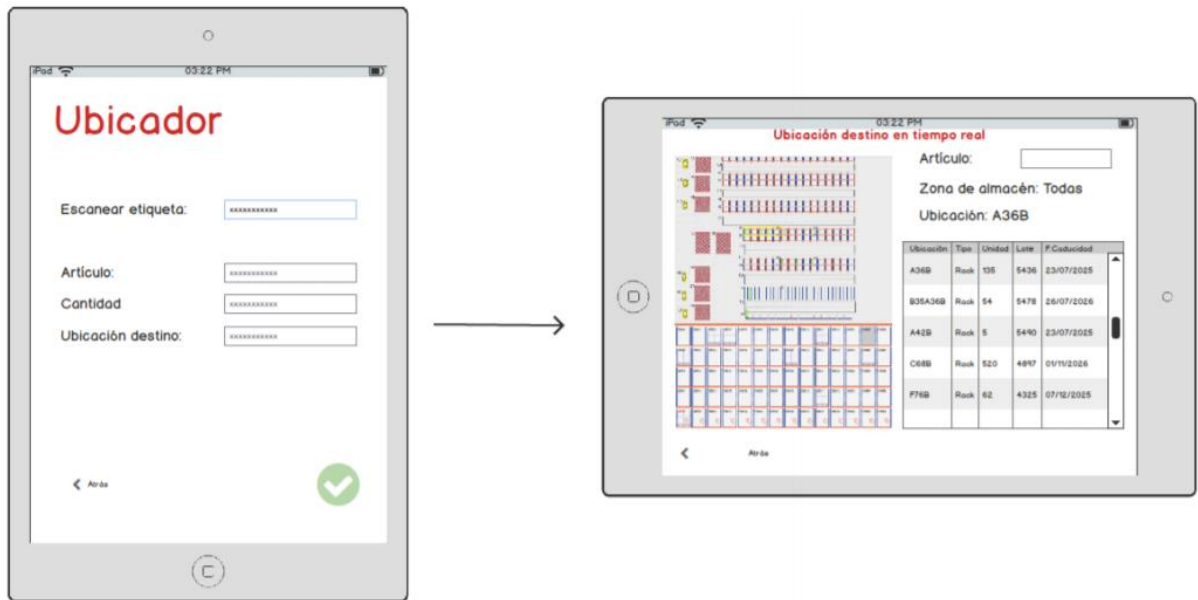 iPad
03:22 PM
Ubicador
Escanear etiqueta:
xxxxxxxxxxx
Artículo:
xxxxxxxxxxx
Cantidad
xxxxxxxxxxx
Ubicación destino:
xxxxxxxxxxx
Atrás
iPad
03:22 PM
Ubicación destino en tiempo real
Artículo:
Zona de almacén: Todas
Ubicación: A36B
Ubicación Tipo Unidad Lote F.Caducidad
A36B Rack 135 5436 23/07/2025
B35A36B Rack 54 5478 26/07/2026
A42B Rack 5 5490 23/07/2025
C68B Rack 520 4897 01/11/2026
F76B Rack 62 4325 07/12/2025
Atrás